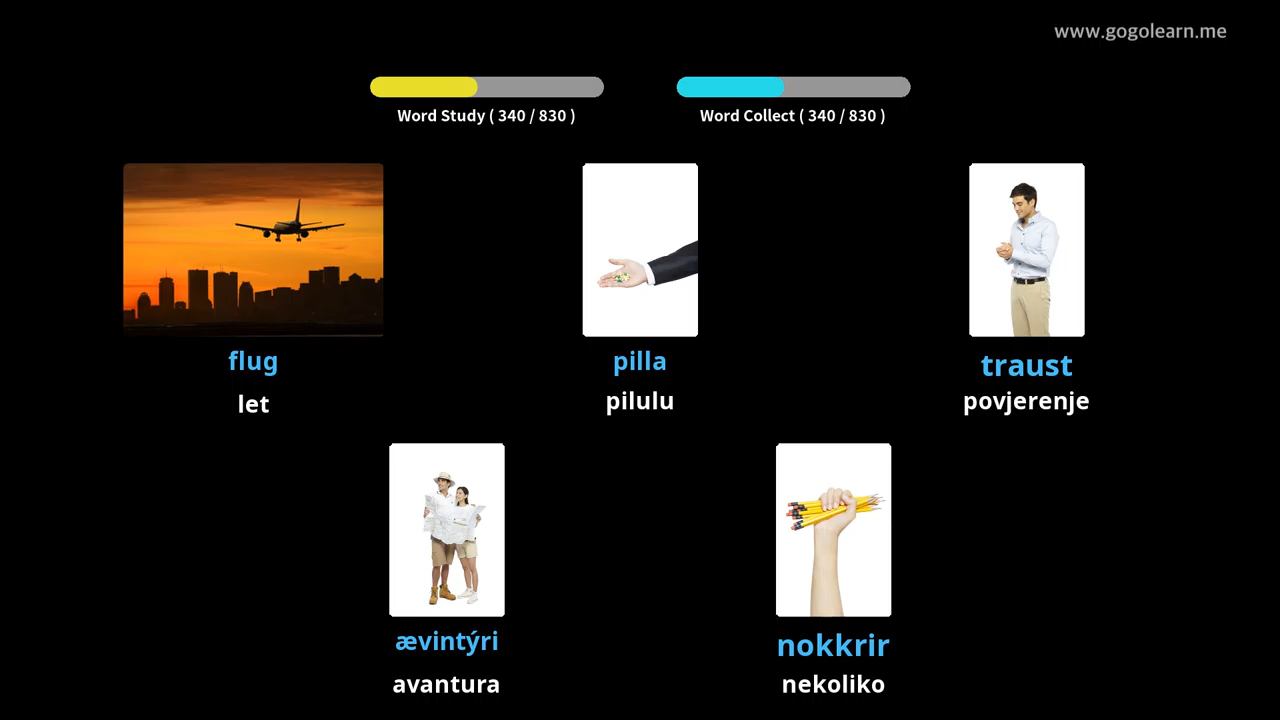 www.gogolearn.me
Word Study ( 340 / 830 )
Word Collect ( 340 / 830 )
flug
let
pilla
pilulu
traust
povjerenje
ævintýri
avantura
nokkrir
nekoliko